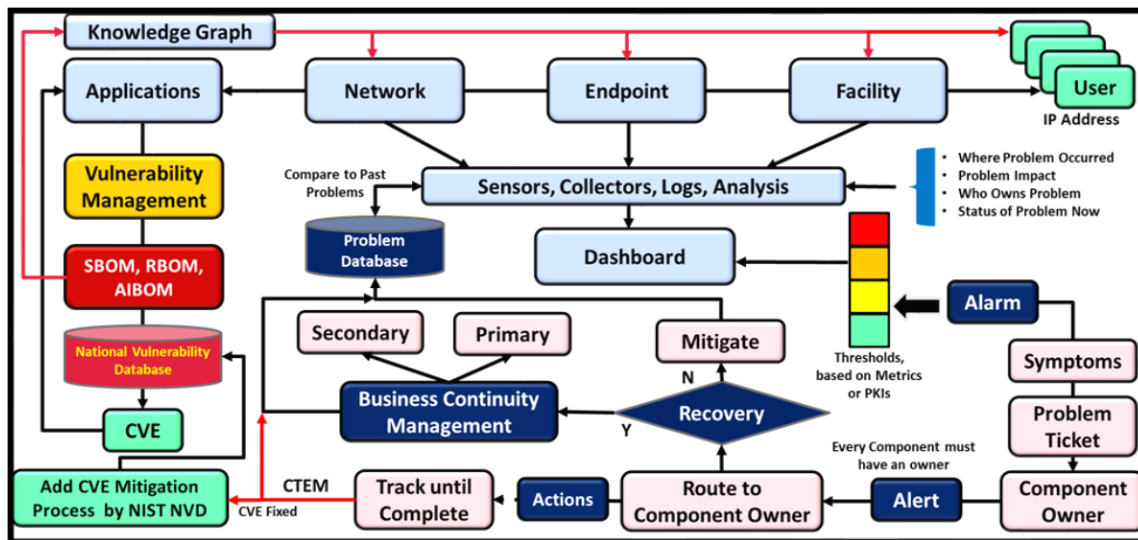 Knowledge Graph
Applications
Network
Endpoint
Facility
User
IP Address
Vulnerability
Management
Compare to Past
Problems
Sensors, Collectors, Logs, Analysis
• Where Problem Occurred
• Problem Impact
• Who Owns Problem
• Status of Problem Now
SBOM, RBOM,
AIBOM
Problem
Database
Dashboard
Alarm
National Vulnerability
Database
Secondary
Primary
Mitigate
Thresholds,
based on Metrics
or PKIs
Symptoms
CVE
Business Continuity
Management
N
Y
Recovery
Problem
Ticket
Every Component must
have an owner
Add CVE Mitigation
Process by NIST NVD
CTEM
CVE Fixed
Track until
Complete
Actions
Route to
Component Owner
Alert
Component
Owner